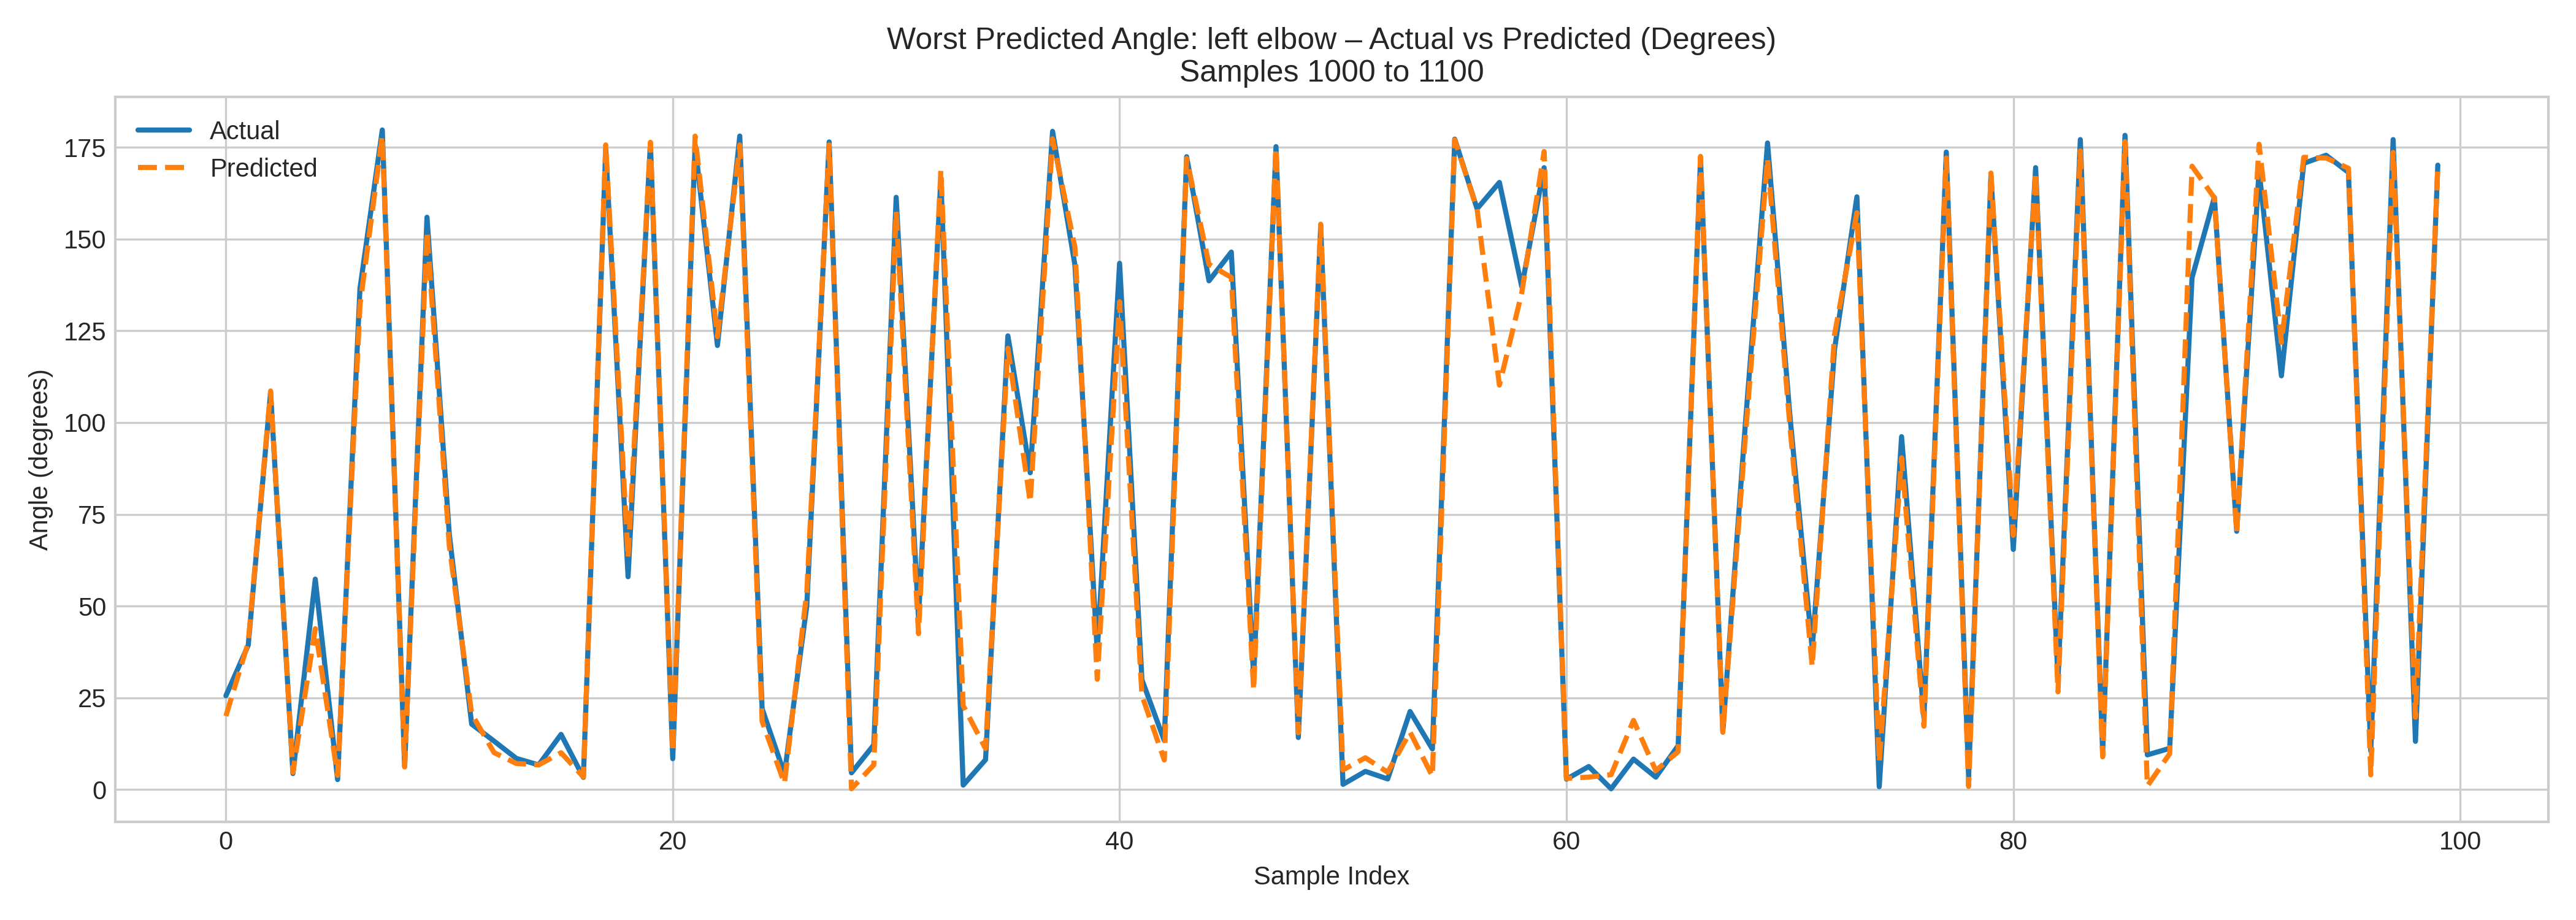 Worst Predicted Angle: left elbow – Actual vs Predicted (Degrees)
Samples 1000 to 1100
Actual
Predicted
Angle (degrees)
175
150
125
100
75
50
25
0
0
20
40
60
80
100
Sample Index